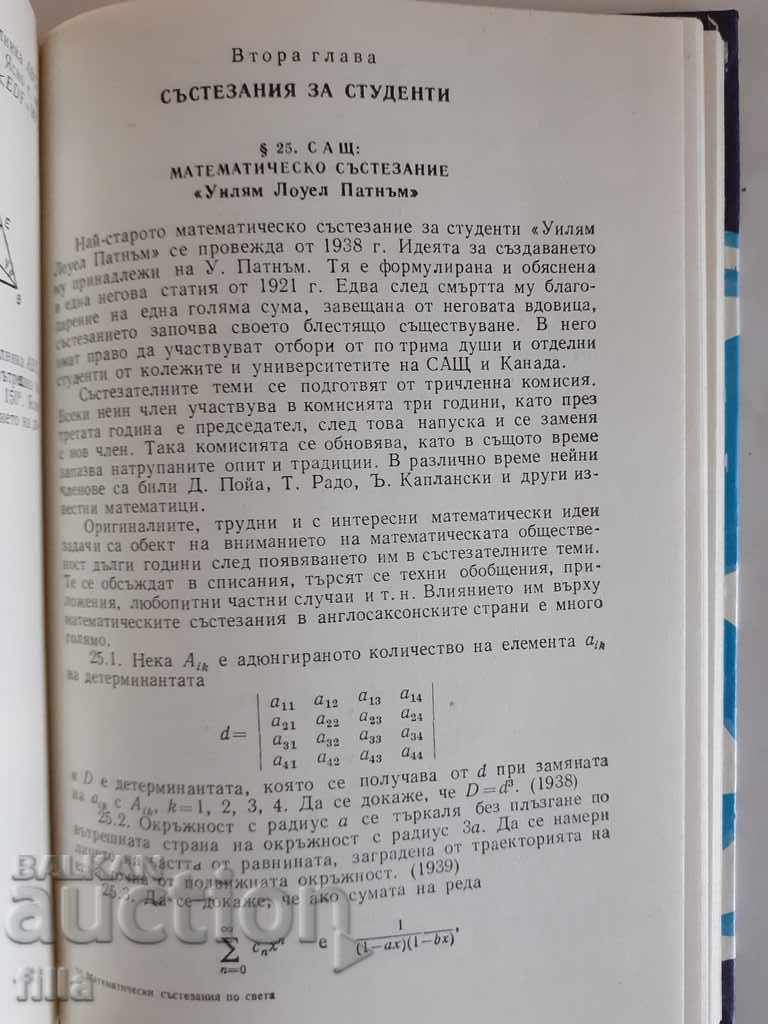 Втора глава
СЪСТЕЗАНИЯ ЗА СТУДЕНТИ
§ 25. САЩ:
МАТЕМАТИЧЕСКО СЪСТЕЗАНИЕ
«Уилям Лоуел Патнъм»
Най-старото математическо състезание за студенти «Уилям
Лоуел Патнъм» се провежда от 1938 г. Идеята за създаването
му принадлежи на У. Патнъм. Тя е формулирана и обяснена
в една негова статия от 1921 г. Едва след смъртта му благо-
дарение на една голяма сума, завещана от неговата вдовица,
състезанието започва своето блестящо съществуване. В него
имат право да участвуват отбори от по трима души и отделни
студенти от колежите и университетите на САЩ и Канада.
Състезателните теми се подготвят от тричленна комисия.
Всеки неин член участвува в комисията три години, като през
третата година е председател, след това напуска и се заменя
с нов член. Така комисията се обновява, като в същото време
запазва натрупаните опит и традиции. В различно време нейни
членове са били Д. Пойа, Т. Радо, Ъ. Каплански и други из-
вестни математици.
Оригиналните, трудни и с интересни математически идеи
задачи са обект на вниманието на математическата обществе-
ност дълги години след появяването им в състезателните теми.
Те се обсъждат в списания, търсят се техни обобщения, при-
ложения, любопитни частни случаи и т. н. Влиянието им върху
математическите състезания в англосаксонските страни е много
голямо.
25.1. Нека A_ik е адюнгираното количество на елемента a_ik
на детерминантата
a11 a12 a13 a14
a21 a22 a23 a24
d=
a31 a32 a33 a34
a41 a42 a43 a44
и D е детерминантата, която се получава от d при замяната
на a_ik с A_ik, k=1, 2, 3, 4. Да се докаже, че D=d³. (1938)
25.2. Окръжност с радиус a се търкаля без плъзгане по
вътрешната страна на окръжност с радиус 3a. Да се намери
лицето на частта от равнината, заградена от траекторията на
точка от подвижната окръжност. (1939)
25.3. Да се докаже, че ако сумата на реда
∞ ∑ n=0 c_n x^n е 1/(1−ax)(1−bx),
Математически състезания по света
BALKAN
auction
filla